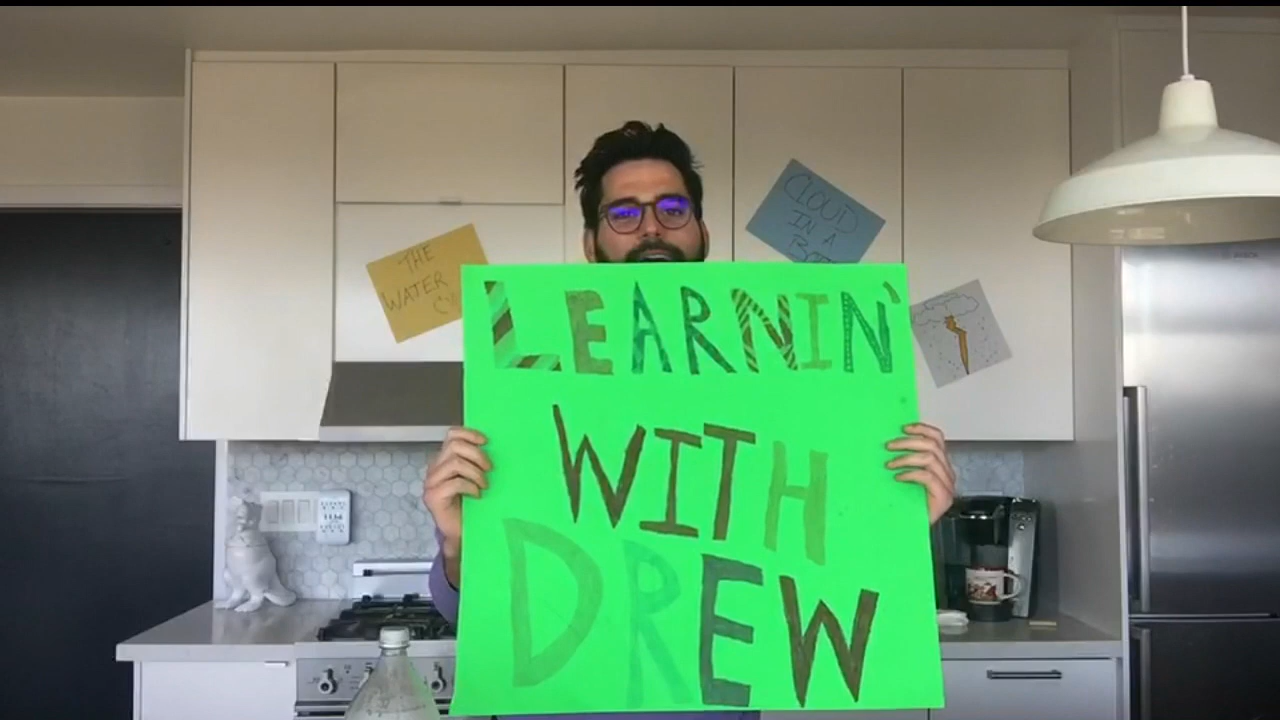 THE
WATER
CLOUD
IN A
LEARNIN'
WITH
DREW